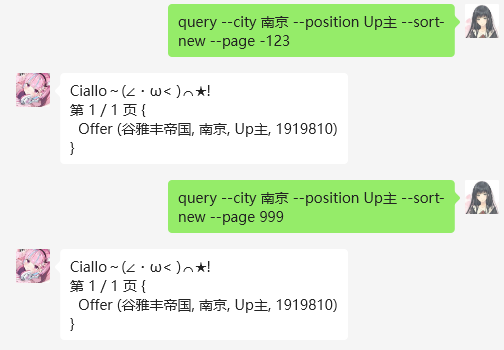 query --city 南京 --position Up主 --sort-
new --page -123
Ciallo～(∠・ω< )⌒★!
第 1 / 1 页 {
  Offer (谷雅丰帝国, 南京, Up主, 1919810)
}
query --city 南京 --position Up主 --sort-
new --page 999
Ciallo～(∠・ω< )⌒★!
第 1 / 1 页 {
  Offer (谷雅丰帝国, 南京, Up主, 1919810)
}